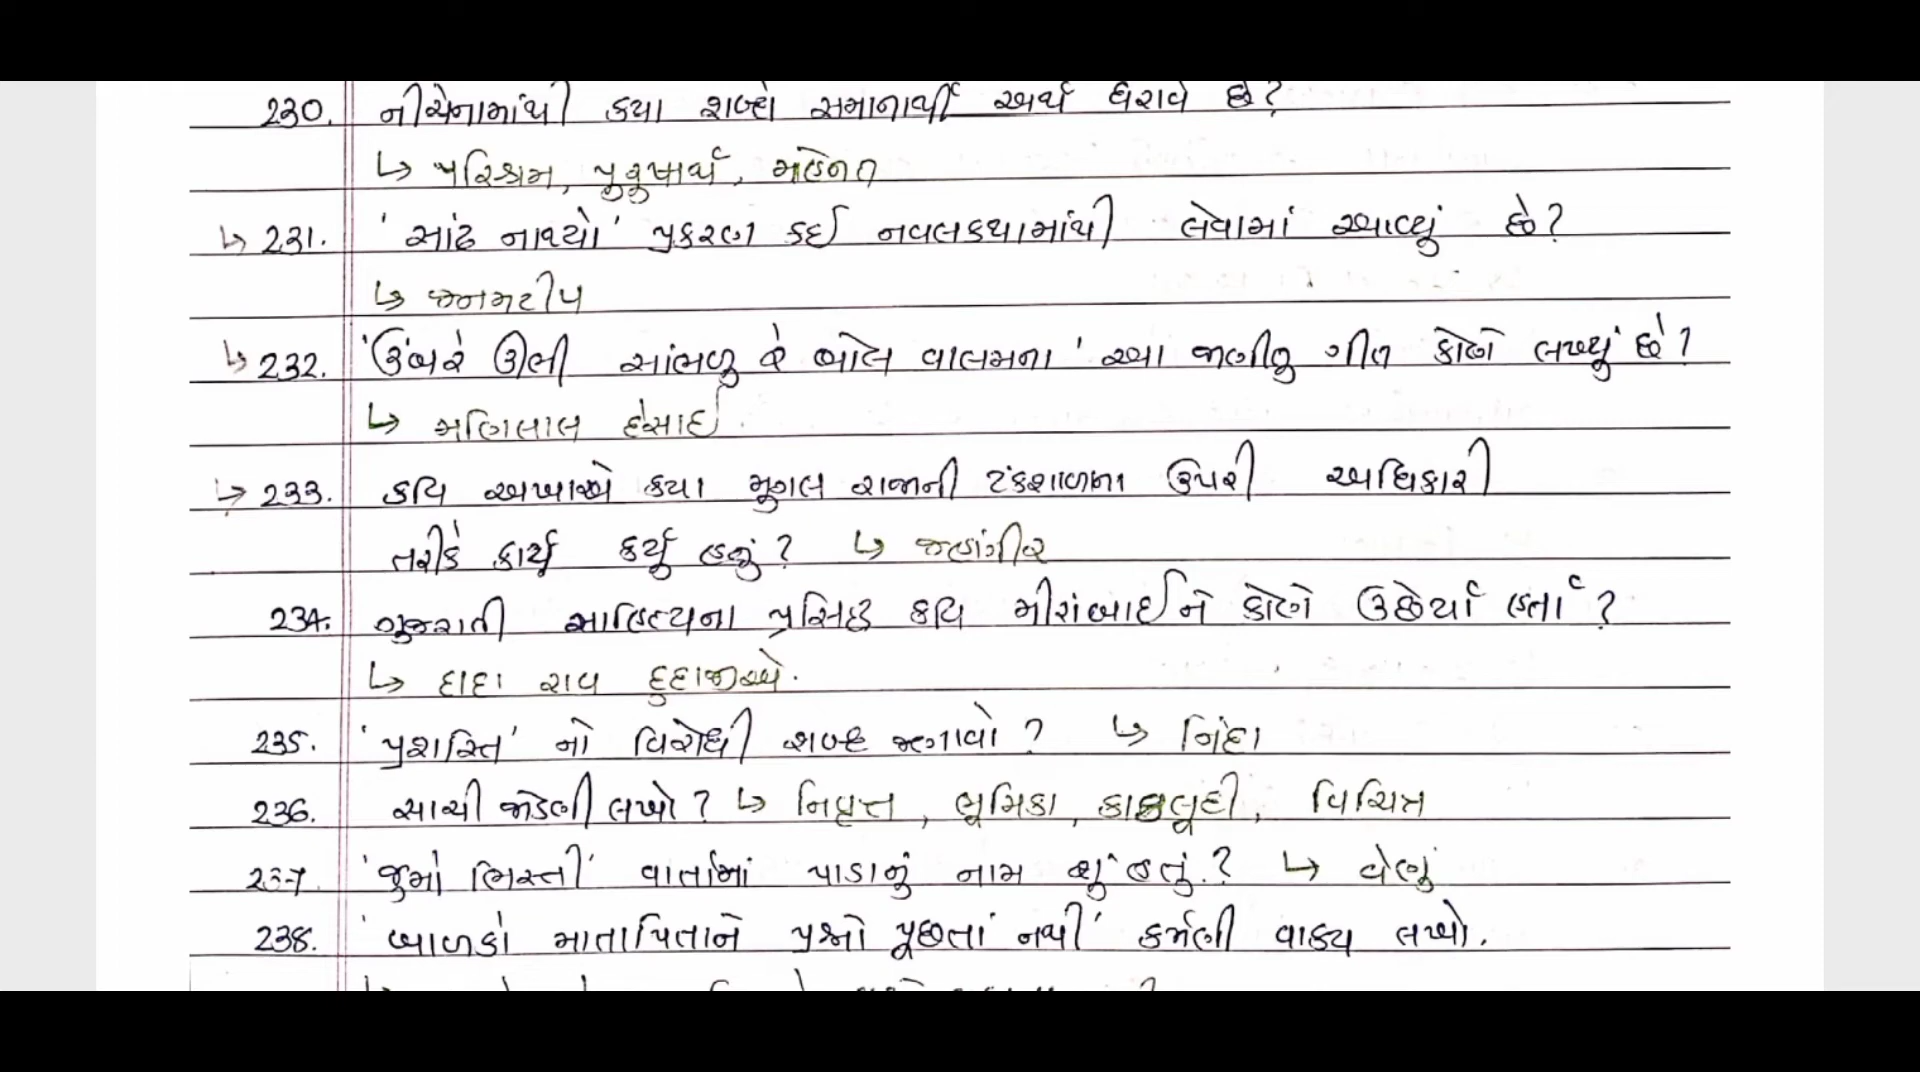 230. નીચેનામાંથી કયા શબ્દો સમાનાર્થી અર્થ ધરાવે છે?
↳ પરિશ્રમ, પુરુષાર્થ, મહેનત
↳ 231. 'સાંઢ નાથ્યો' પ્રકરણ કઈ નવલકથામાંથી લેવામાં આવ્યું છે?
↳ જનમટીપ
↳ 232. 'ઉંબરે ઊભી સાંભળુ રે બોલ વાલમના' આ જાણીતુ ગીત કોણે લખ્યું છે?
↳ મણિલાલ દેસાઈ.
↳ 233. કવિ અખાએ કયા મુગલ રાજાની ટંકશાળના ઉપરી અધિકારી
તરીકે કાર્ય કર્યુ હતું? ↳ જહાંગીર
234. ગુજરાતી સાહિત્યના પ્રસિદ્ધ કવિ મીરાંબાઈને કોણે ઉછેર્યા હતાં?
↳ દાદા રાવ દુદાજીએ.
235. 'પ્રશસ્તિ' નો વિરોધી શબ્દ જણાવો? ↳ નિંદા
236. સાચી જોડણી લખો? ↳ નિવૃત્ત, ભૂમિકા, વિચિત્ર
237. 'જુમો ભિસ્તી' વાર્તામાં પાડાનું નામ શું હતું.? ↳ વેણું
238. 'બાળકો માતાપિતાને પ્રશ્નો પૂછતાં નથી' કર્મણી વાક્ય લખો.